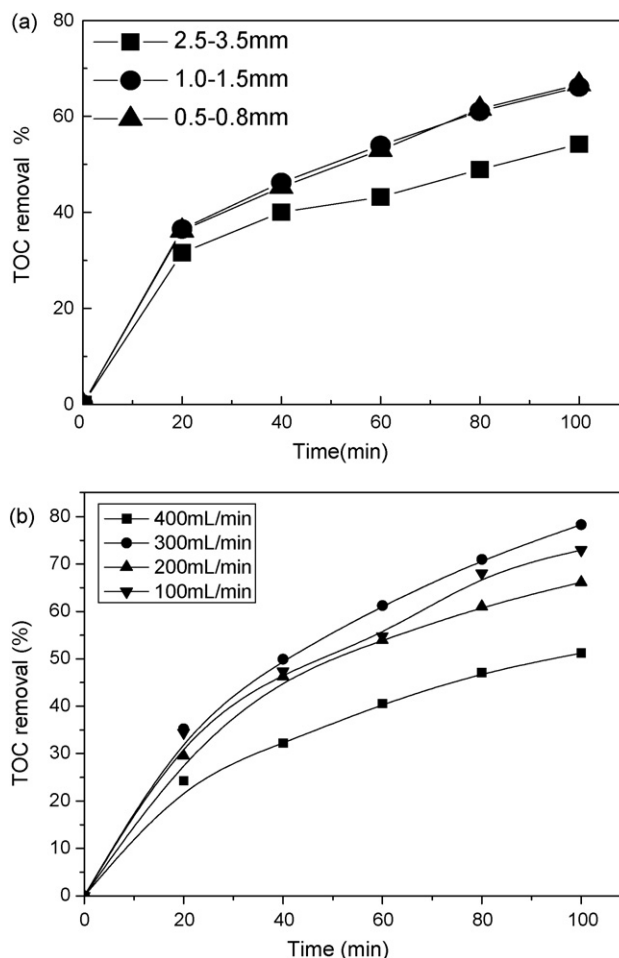 (a)
80
60
40
20
0
TOC removal %
2.5-3.5mm
1.0-1.5mm
0.5-0.8mm
0 20 40 60 80 100
Time(min)
(b)
80
70
60
50
40
30
20
10
0
TOC removal (%)
400mL/min
300mL/min
200mL/min
100mL/min
0 20 40 60 80 100
Time (min)